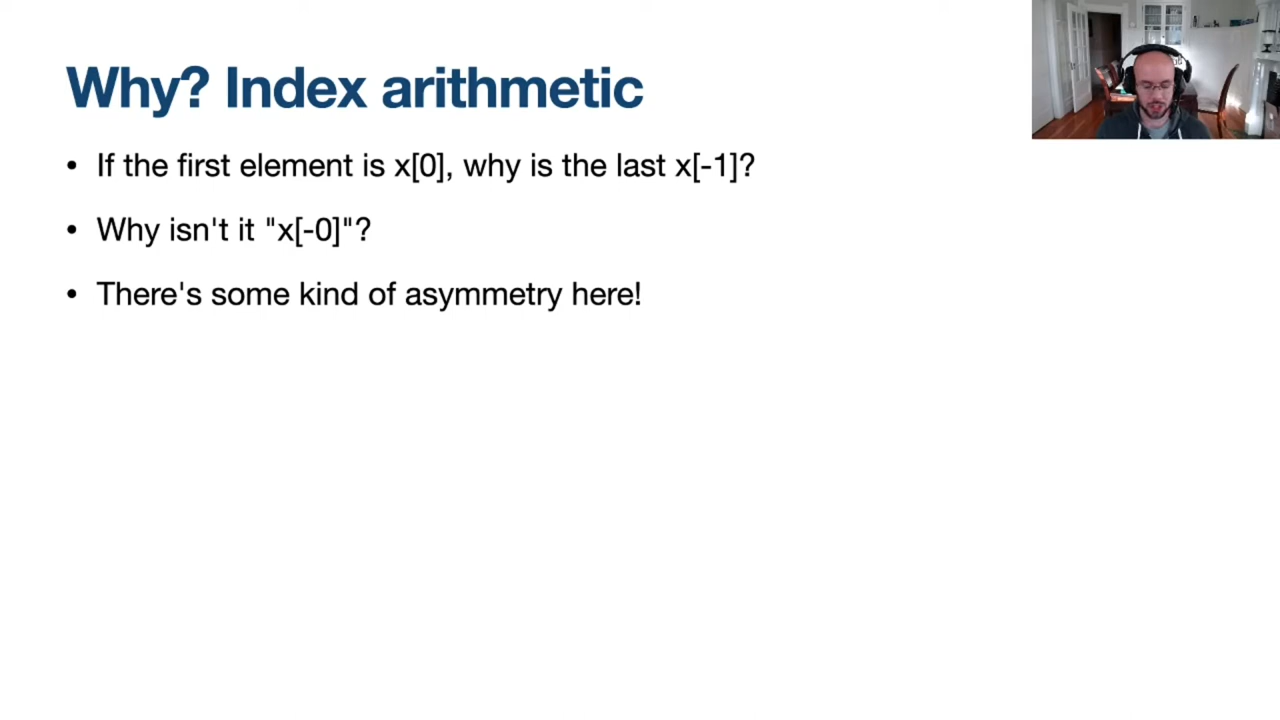 Why? Index arithmetic
• If the first element is x[0], why is the last x[-1]?
• Why isn't it "x[-0]"?
• There's some kind of asymmetry here!